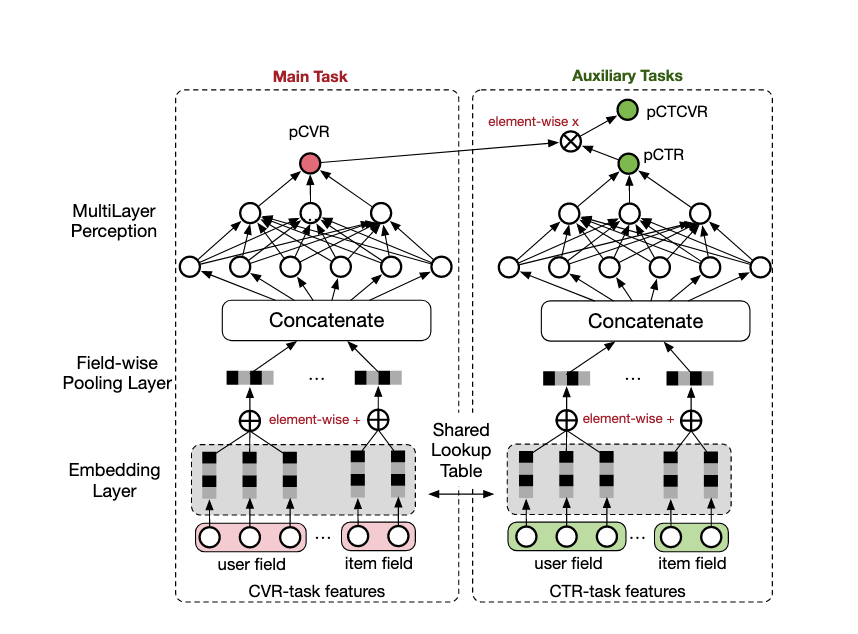 Main Task
Auxiliary Tasks
element-wise x
pCTCVR
pCVR
pCTR
MultiLayer
Perception
Concatenate
Concatenate
Field-wise
Pooling Layer
...
...
element-wise +
element-wise +
Shared
Lookup
Table
Embedding
Layer
...
...
user field
item field
user field
item field
CVR-task features
CTR-task features